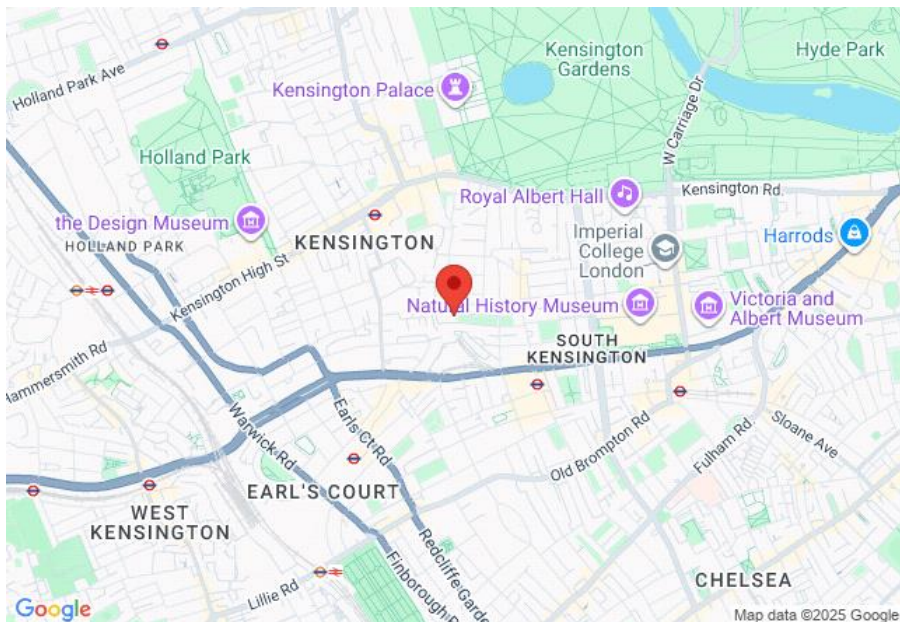 Holland Park Ave
Kensington Palace
Kensington
Gardens
Hyde Park
W Carriage Dr
Holland Park
the Design Museum
HOLLAND PARK
KENSINGTON
Kensington High St
Royal Albert Hall
Kensington Rd
Imperial
College
London
Harrods
Natural History Museum
Victoria and
Albert Museum
SOUTH
KENSINGTON
Hammersmith Rd
Warwick Rd
Earls Ct Rd
EARL'S COURT
WEST
KENSINGTON
Old Brompton Rd
Fulham Rd
Sloane Ave
Redcliffe Garde
Finborough R
Lillie Rd
CHELSEA
Google
Map data ©2025 Google